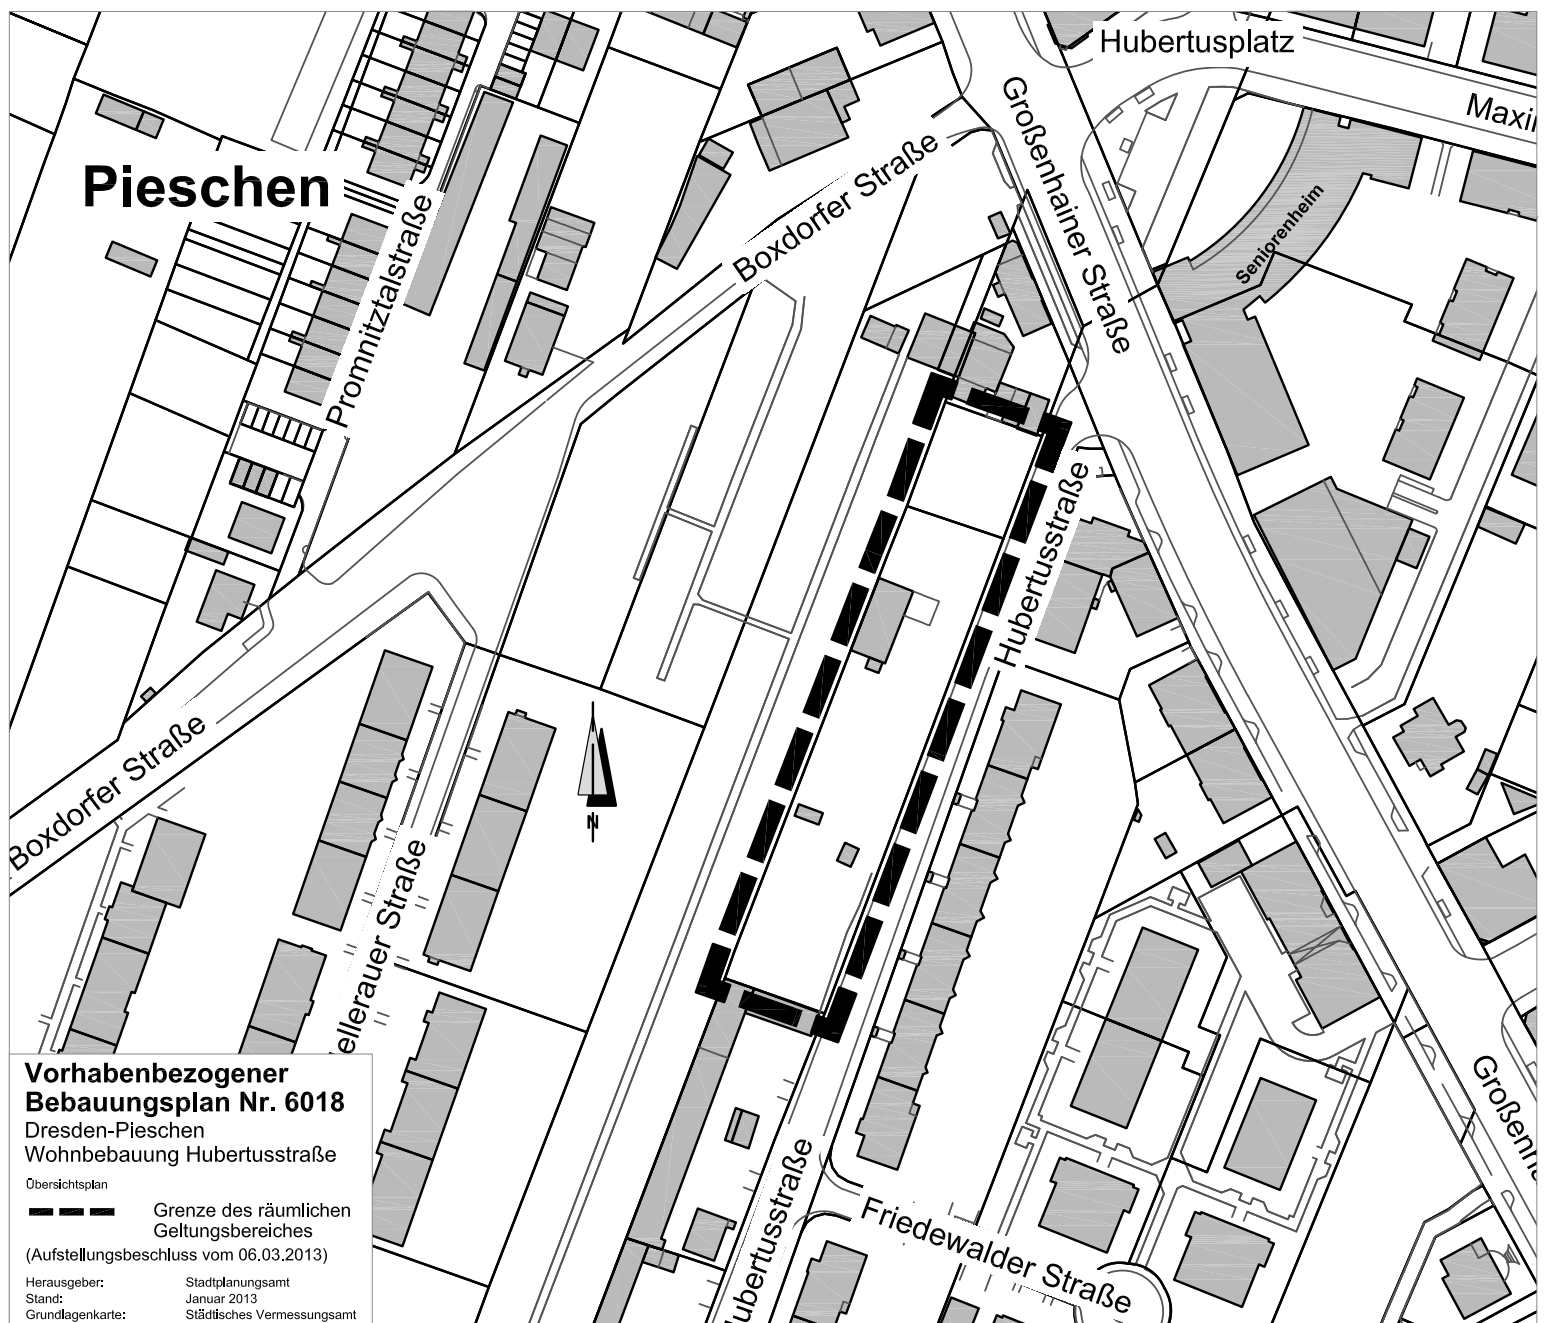 Hubertusplatz
Maxi
Großenhainer Straße
Pieschen
Boxdorfer Straße
Seniorenheim
Promnitztalstraße
Hubertusstraße
Boxdorfer Straße
N
ellerauer Straße
Großenha
Hubertusstraße
Friedewalder Straße
Vorhabenbezogener
Bebauungsplan Nr. 6018
Dresden-Pieschen
Wohnbebauung Hubertusstraße
Übersichtsplan
Grenze des räumlichen
Geltungsbereiches
(Aufstellungsbeschluss vom 06.03.2013)
Herausgeber: Stadtplanungsamt
Stand: Januar 2013
Grundlagenkarte: Städtisches Vermessungsamt